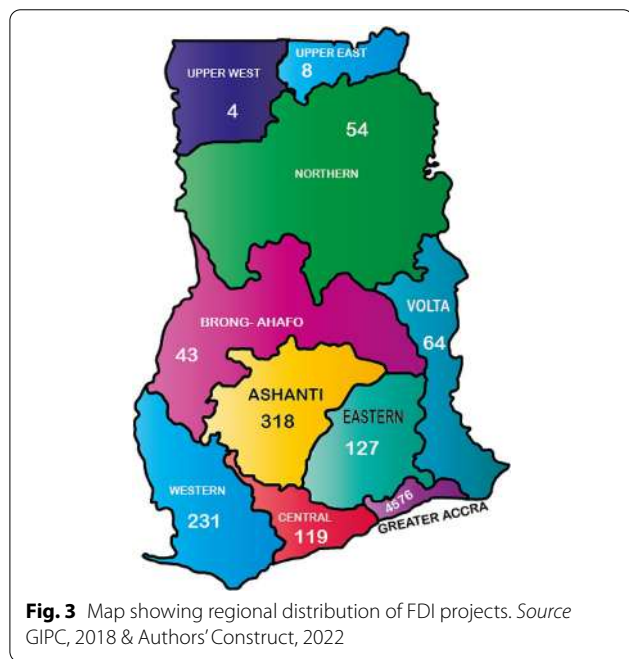 UPPER EAST
8
UPPER WEST
4
54
NORTHERN
VOLTA
64
BRONG- AHAFO
43
ASHANTI
318
EASTERN
127
WESTERN
231
CENTRAL
119
4576
GREATER ACCRA
Fig. 3 Map showing regional distribution of FDI projects. Source
GIPC, 2018 & Authors' Construct, 2022